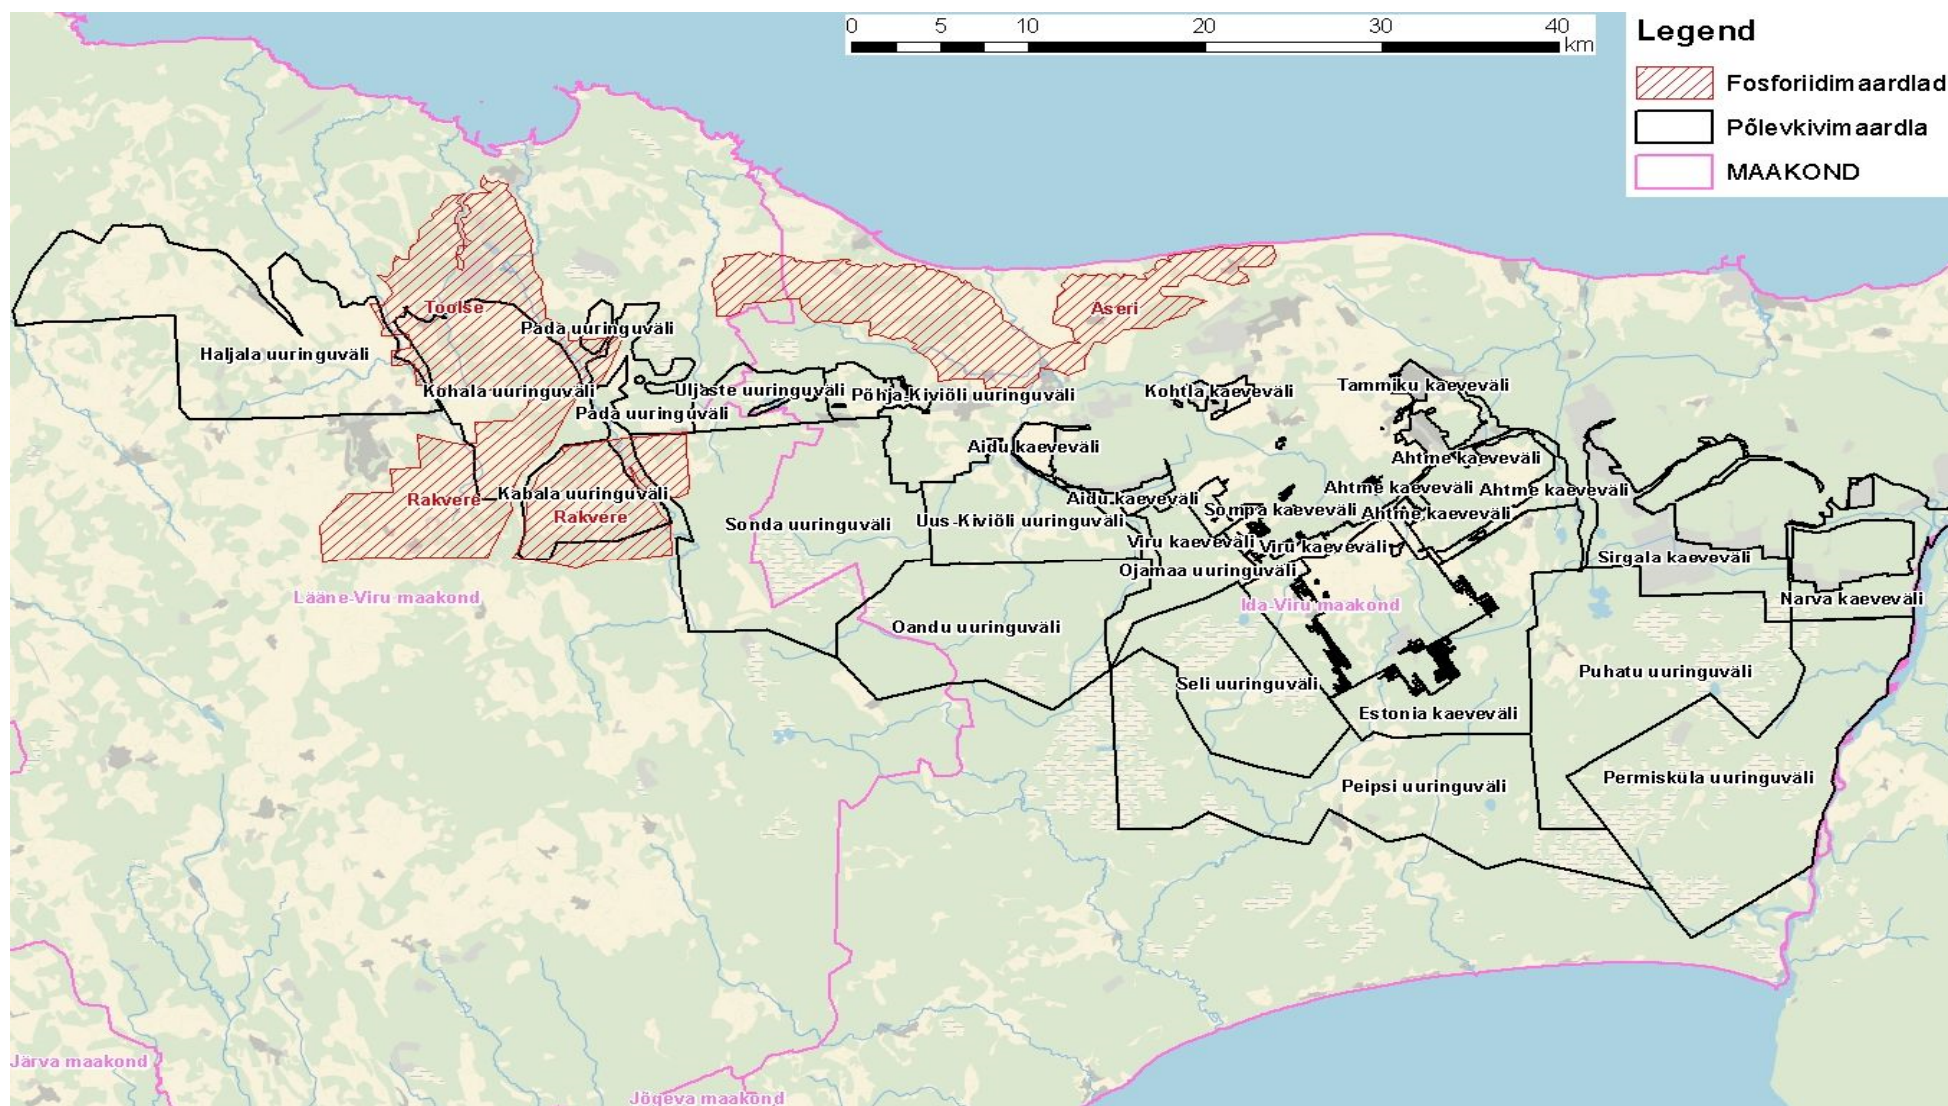 0 5 10 20 30 40
km
Legend
Fosforiidimaardlad
Põlevkivimaardla
MAAKOND
Toolse
Aseri
Pada uuringuväli
Haljala uuringuväli
Kohala uuringuväli
Uljaste uuringuväli
Põhja-Kiviõli uuringuväli
Kohtla kaeveväli
Tammiku kaeveväli
Pada uuringuväli
Aidu kaeveväli
Ahtme kaeveväli
Rakvere
Kabala uuringuväli
Rakvere
Aidu kaeveväli
Ahtme kaeveväli
Ahtme kaeveväli
Sonda uuringuväli
Uus-Kiviõli uuringuväli
Sompa kaeveväli
Ahtme kaeveväli
Viru kaeveväli
Viru kaeveväli
Sirgala kaeveväli
Ojamaa uuringuväli
Lääne-Viru maakond
Ida-Viru maakond
Narva kaeveväli
Oandu uuringuväli
Seli uuringuväli
Puhatu uuringuväli
Estonia kaeveväli
Peipsi uuringuväli
Permisküla uuringuväli
Järva maakond
Jõgeva maakond